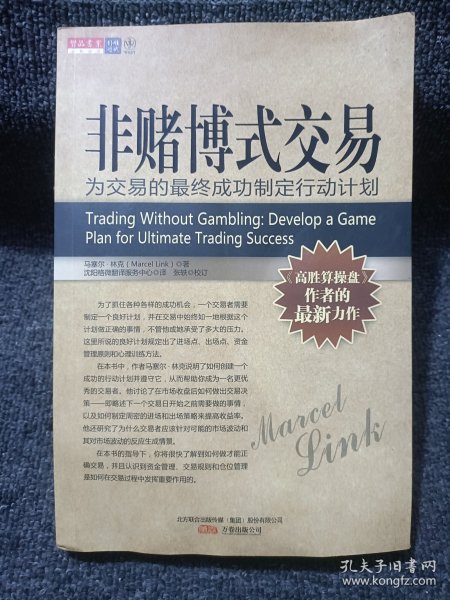 智品书业
非赌博式交易
为交易的最终成功制定行动计划
Trading Without Gambling: Develop a Game
Plan for Ultimate Trading Success
马塞尔·林克(Marcel Link)◎著
沈阳格微翻译服务中心◎译 张轶◎校订
《高胜算操盘》
作者的
最新力作
为了抓住各种各样的成功机会，一个交易者需要
制定一个良好计划，并在交易中始终如一地根据这个
计划做正确的事情，不管他或她承受了多大的压力。
这里所说的良好计划规定出了进场点、出场点、资金
管理原则和心理训练方法。
在本书中，作者马塞尔·林克说明了如何创建一个
成功的行动计划并遵守它，从而帮助你成为一名更优
秀的交易者。他讨论了在市场收盘后如何做出交易决
策——即略述下一个交易日开始之前需要做的事情，
以及如何制定周密的进场和出场策略来提高收益率。
他还研究了为什么交易者应该针对可能的市场波动和
其对市场波动的反应生成情景。
在本书的指导下，你将很快了解到如何做才能正
确交易，并且认识到资金管理、交易规则和仓位管理
是如何在交易过程中发挥重要作用的。
Marcel
Link
北方联合出版传媒（集团）股份有限公司
万卷出版公司
孔夫子旧书网
www.kongfz.com